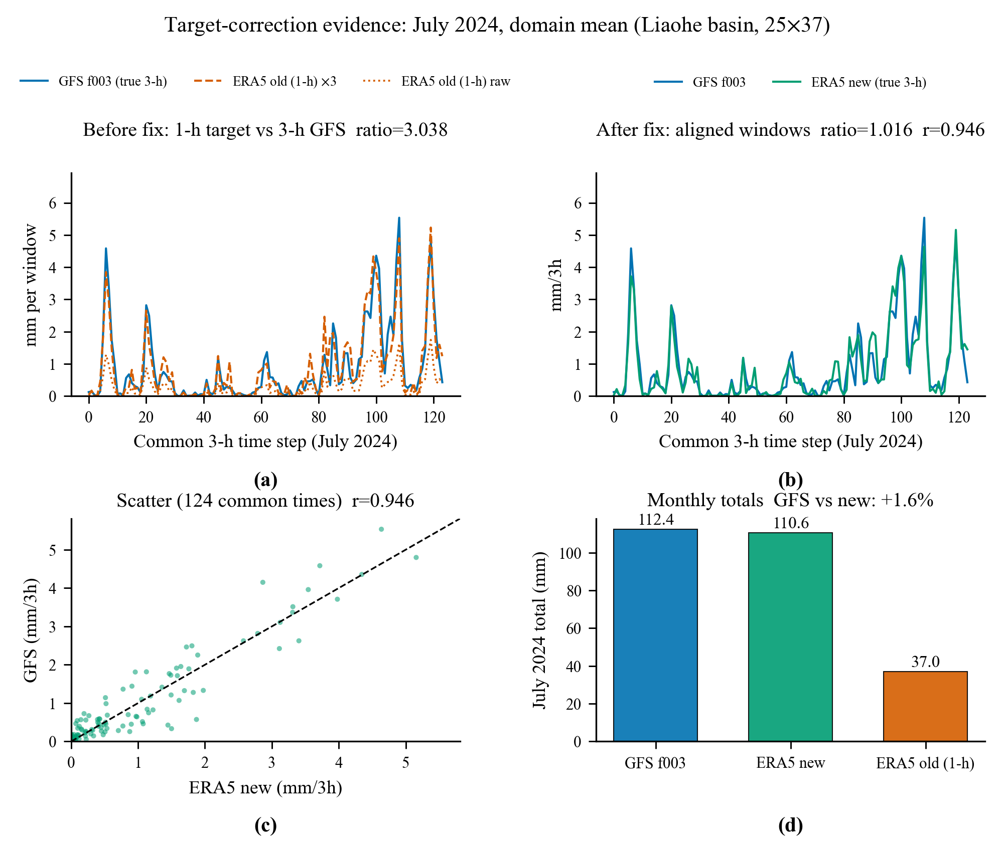 Target-correction evidence: July 2024, domain mean (Liaohe basin, 25×37)
GFS f003 (true 3-h)
ERA5 old (1-h) ×3
ERA5 old (1-h) raw
Before fix: 1-h target vs 3-h GFS  ratio=3.038
mm per window
6
5
4
3
2
1
0
0 20 40 60 80 100 120
Common 3-h time step (July 2024)
(a)
GFS f003
ERA5 new (true 3-h)
After fix: aligned windows  ratio=1.016  r=0.946
mm/3h
6
5
4
3
2
1
0
0 20 40 60 80 100 120
Common 3-h time step (July 2024)
(b)
Scatter (124 common times)  r=0.946
GFS (mm/3h)
5
4
3
2
1
0
0 1 2 3 4 5
ERA5 new (mm/3h)
(c)
Monthly totals  GFS vs new: +1.6%
112.4
110.6
37.0
July 2024 total (mm)
100
80
60
40
20
0
GFS f003
ERA5 new
ERA5 old (1-h)
(d)